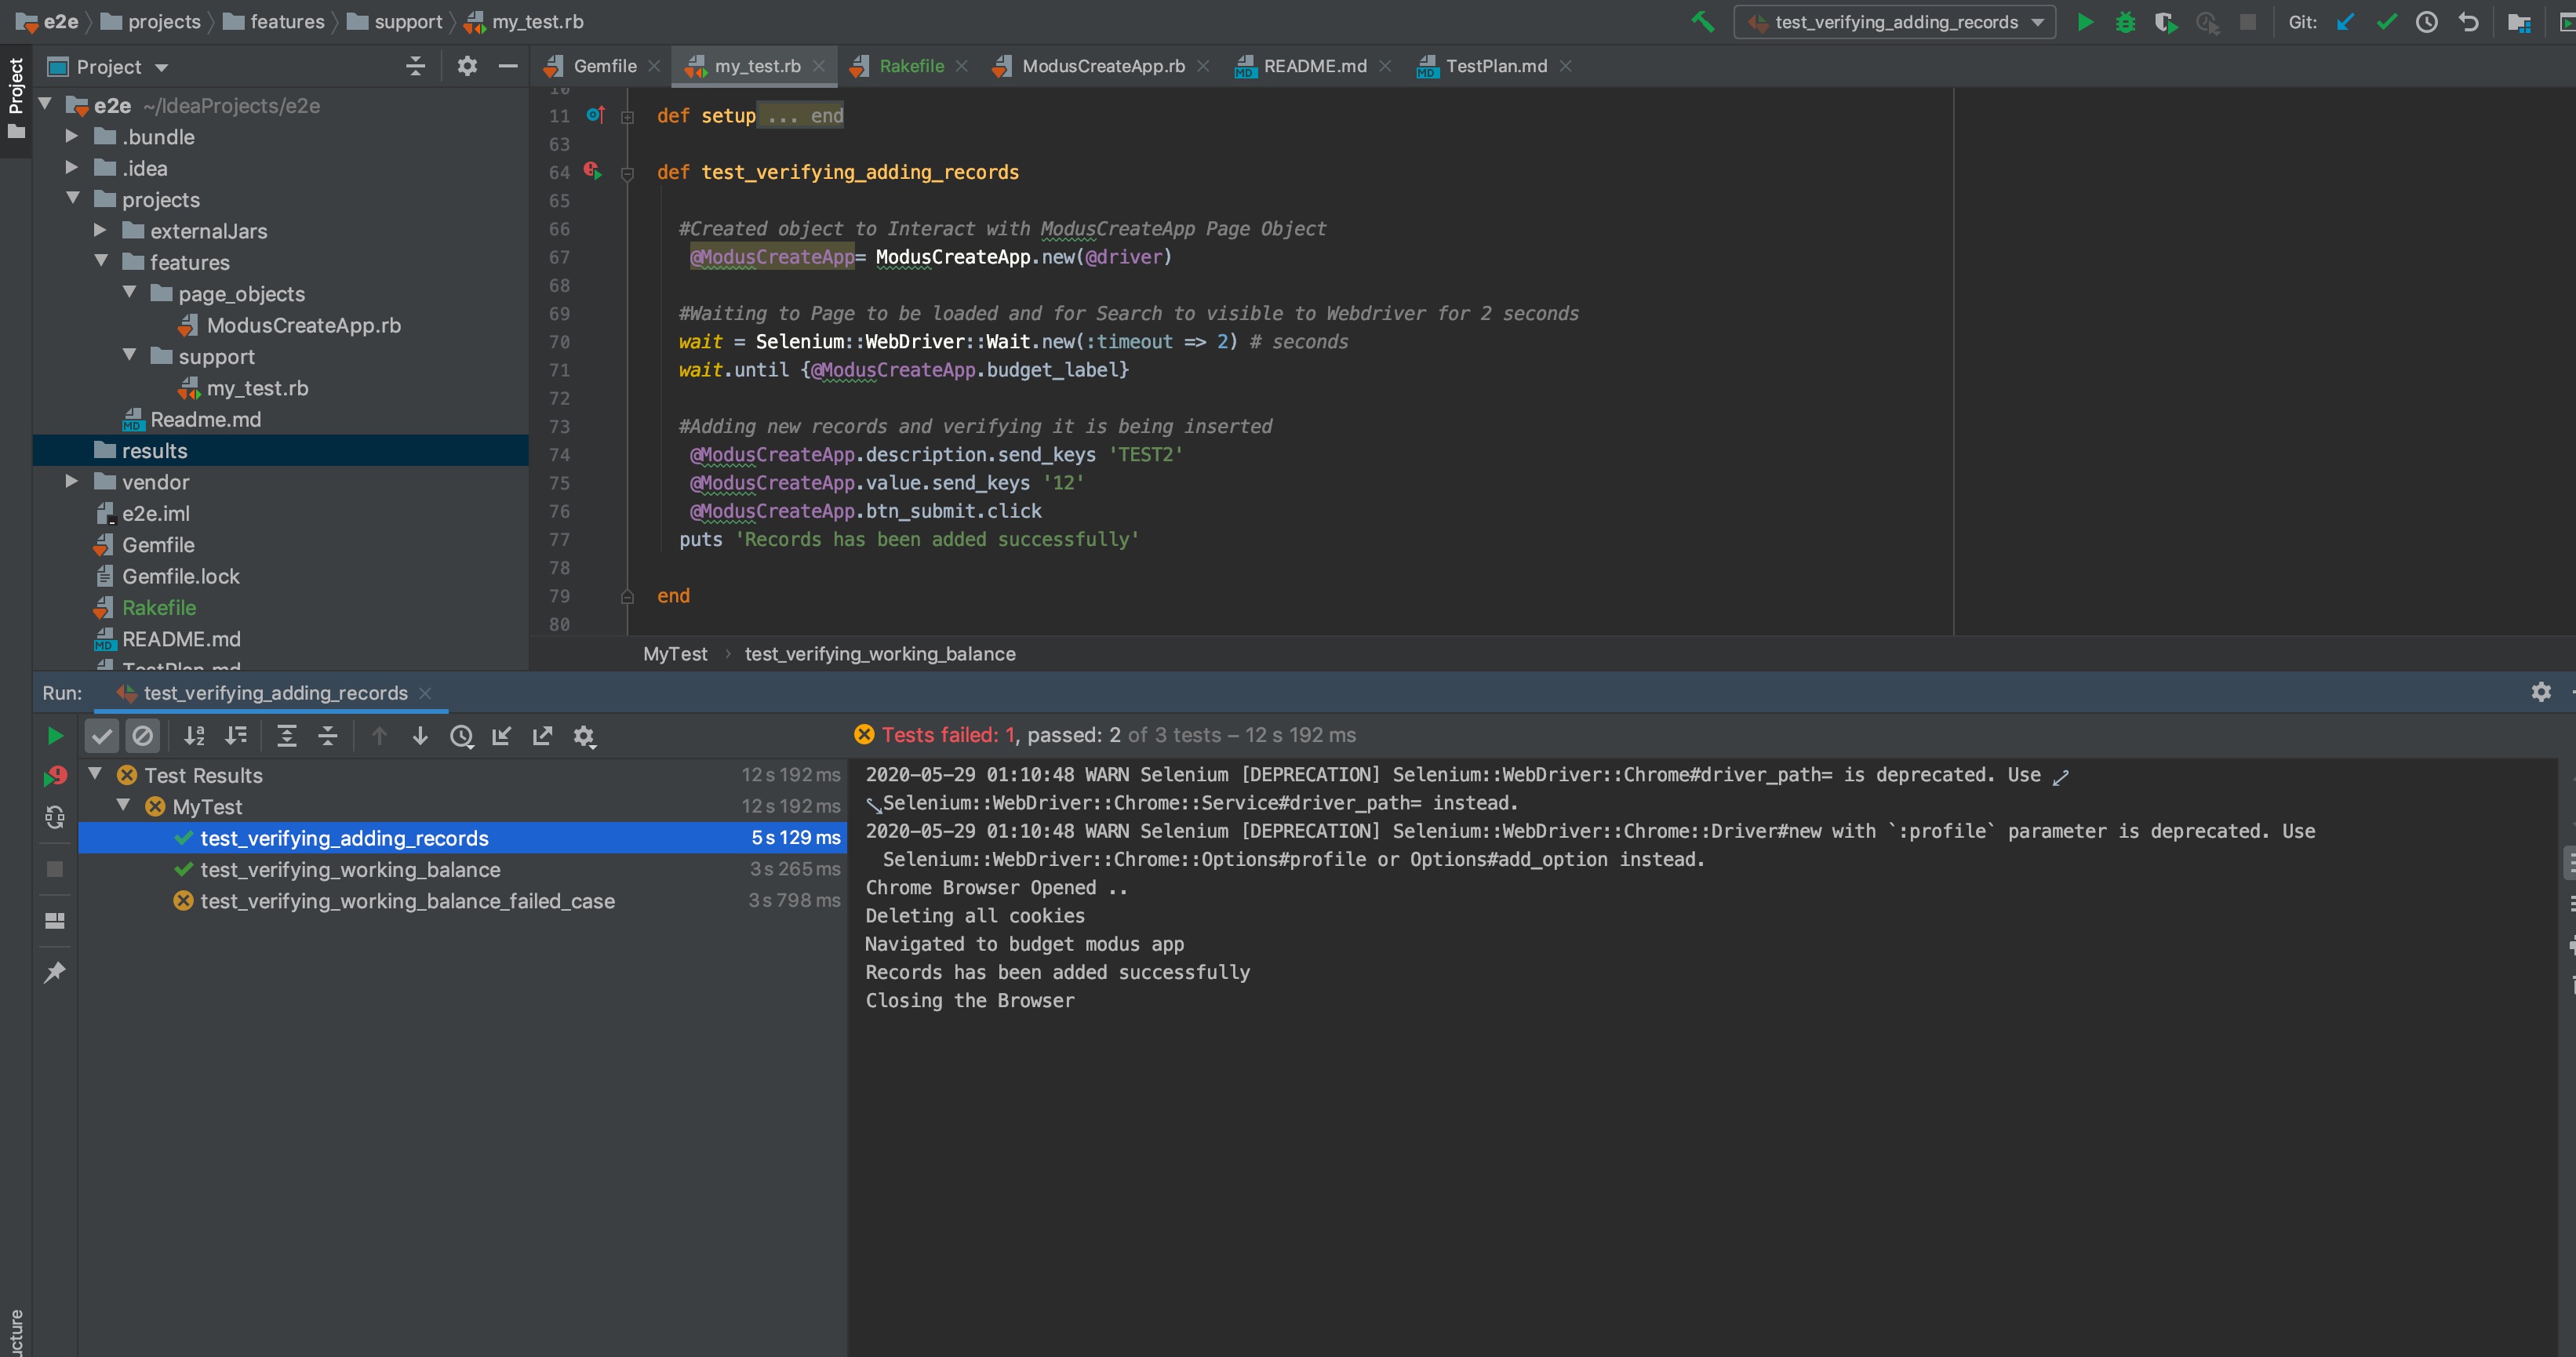 e2e projects features support my_test.rb
test_verifying_adding_records Git:
Project
Project
Gemfile my_test.rb Rakefile ModusCreateApp.rb README.md TestPlan.md
e2e ~/IdeaProjects/e2e
.bundle
.idea
projects
externalJars
features
page_objects
ModusCreateApp.rb
support
my_test.rb
Readme.md
results
vendor
e2e.iml
Gemfile
Gemfile.lock
Rakefile
README.md
TestPlan.md
10
11 def setup ... end
63
64 def test_verifying_adding_records
65
66 #Created object to Interact with ModusCreateApp Page Object
67 @ModusCreateApp= ModusCreateApp.new(@driver)
68
69 #Waiting to Page to be loaded and for Search to visible to Webdriver for 2 seconds
70 wait = Selenium::WebDriver::Wait.new(:timeout => 2) # seconds
71 wait.until {@ModusCreateApp.budget_label}
72
73 #Adding new records and verifying it is being inserted
74 @ModusCreateApp.description.send_keys 'TEST2'
75 @ModusCreateApp.value.send_keys '12'
76 @ModusCreateApp.btn_submit.click
77 puts 'Records has been added successfully'
78
79 end
80
MyTest › test_verifying_working_balance
Run: test_verifying_adding_records
Tests failed: 1, passed: 2 of 3 tests – 12 s 192 ms
Test Results 12 s 192 ms
MyTest 12 s 192 ms
test_verifying_adding_records 5 s 129 ms
test_verifying_working_balance 3 s 265 ms
test_verifying_working_balance_failed_case 3 s 798 ms
2020-05-29 01:10:48 WARN Selenium [DEPRECATION] Selenium::WebDriver::Chrome#driver_path= is deprecated. Use
Selenium::WebDriver::Chrome::Service#driver_path= instead.
2020-05-29 01:10:48 WARN Selenium [DEPRECATION] Selenium::WebDriver::Chrome::Driver#new with `:profile` parameter is deprecated. Use
Selenium::WebDriver::Chrome::Options#profile or Options#add_option instead.
Chrome Browser Opened ..
Deleting all cookies
Navigated to budget modus app
Records has been added successfully
Closing the Browser